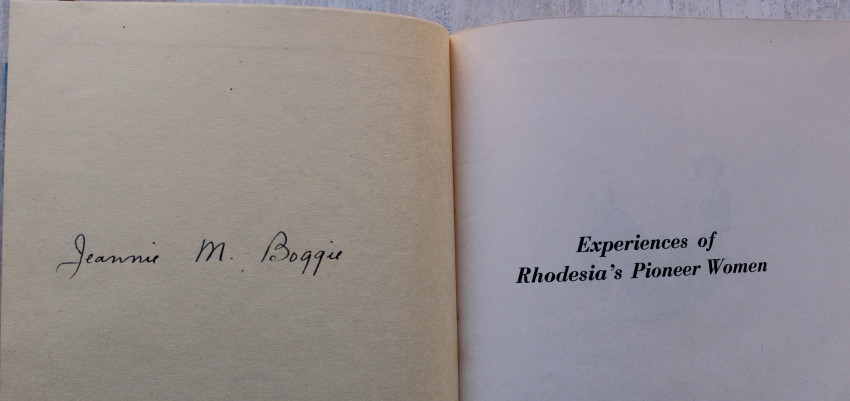 Jeannie M. Boggie
Experiences of
Rhodesia's Pioneer Women